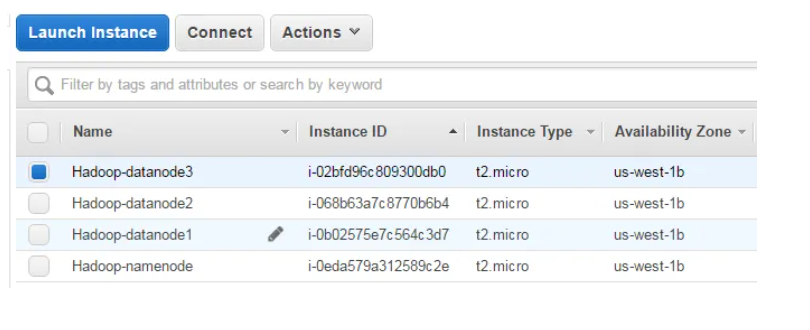 Launch Instance Connect Actions
Filter by tags and attributes or search by keyword
Name Instance ID Instance Type Availability Zone
Hadoop-datanode3 i-02bfd96c809300db0 t2.micro us-west-1b
Hadoop-datanode2 i-068b63a7c8770b6b4 t2.micro us-west-1b
Hadoop-datanode1 i-0b02575e7c564c3d7 t2.micro us-west-1b
Hadoop-namenode i-0eda579a312589c2e t2.micro us-west-1b